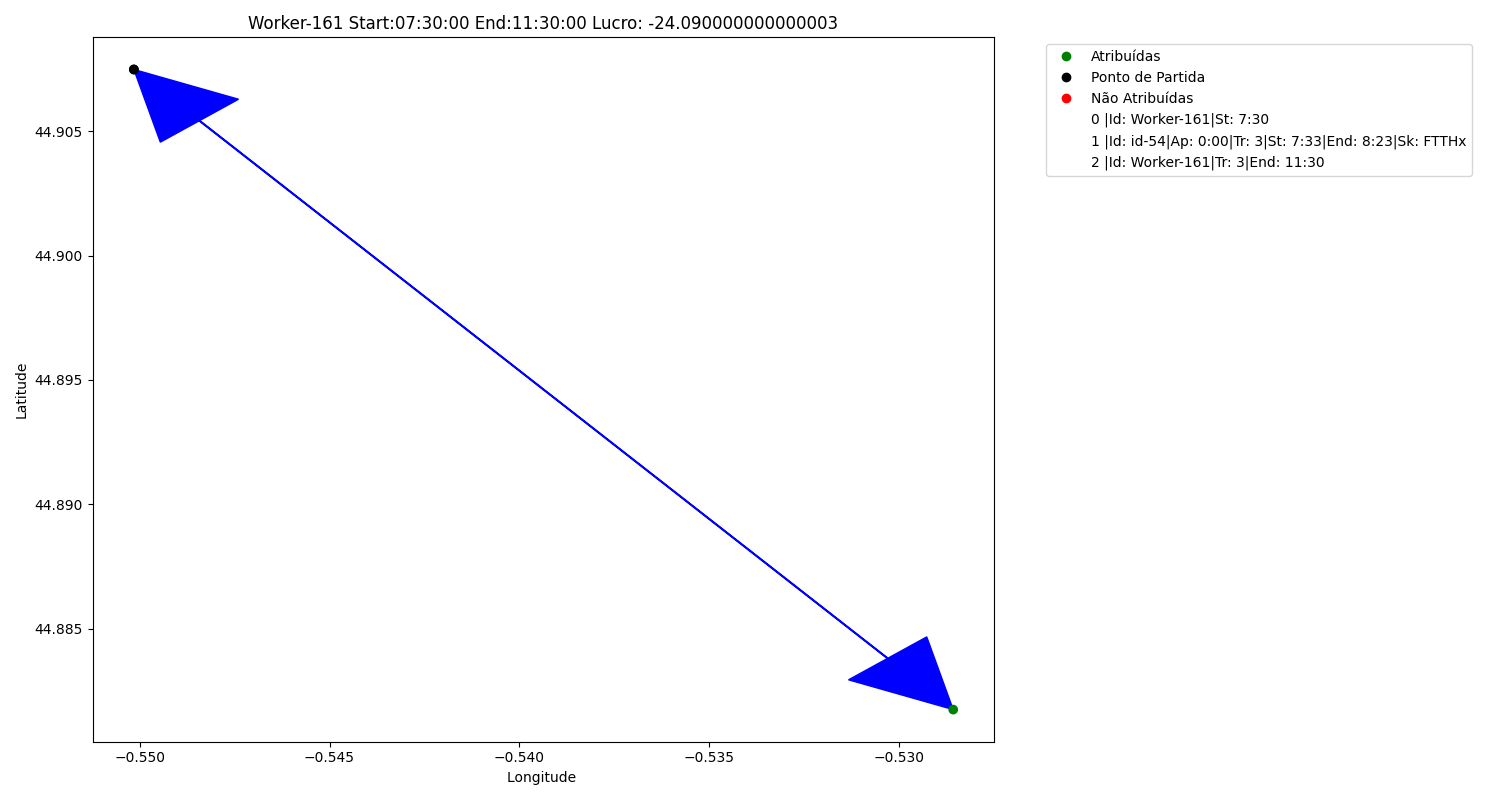 Worker-161 Start:07:30:00 End:11:30:00 Lucro: -24.090000000000003
Atribuídas
Ponto de Partida
Não Atribuídas
0 |Id: Worker-161|St: 7:30
1 |Id: id-54|Ap: 0:00|Tr: 3|St: 7:33|End: 8:23|Sk: FTTHx
2 |Id: Worker-161|Tr: 3|End: 11:30
Latitude
44.905
44.900
44.895
44.890
44.885
−0.550
−0.545
−0.540
−0.535
−0.530
Longitude